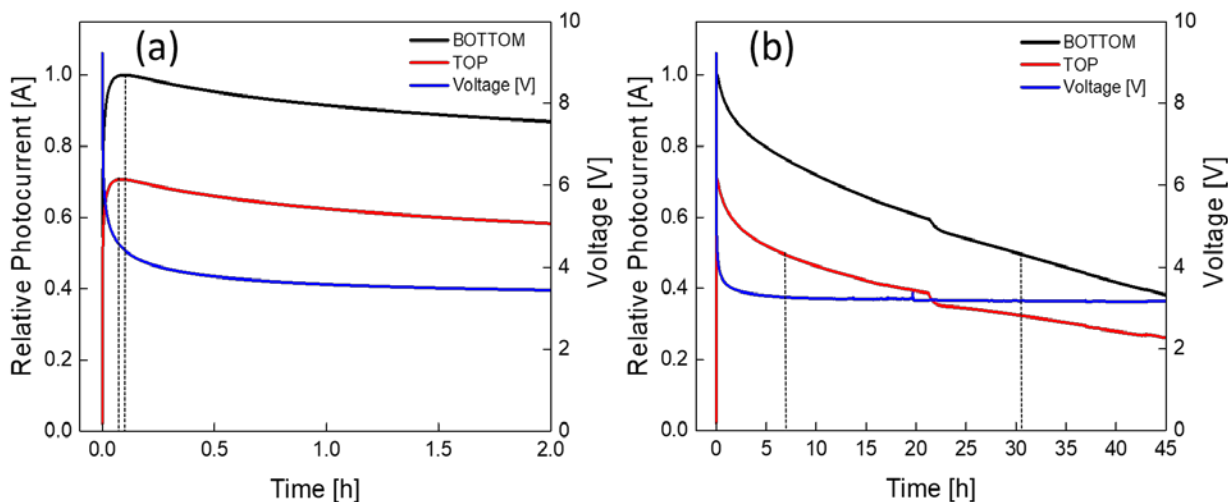 (a)
BOTTOM
TOP
Voltage [V]
Relative Photocurrent [A]
1.0
0.8
0.6
0.4
0.2
0.0
10
8
6
4
2
0
Voltage [V]
0.0 0.5 1.0 1.5 2.0
Time [h]
(b)
BOTTOM
TOP
Voltage [V]
Relative Photocurrent [A]
1.0
0.8
0.6
0.4
0.2
0.0
10
8
6
4
2
0
Voltage [V]
0 5 10 15 20 25 30 35 40 45
Time [h]